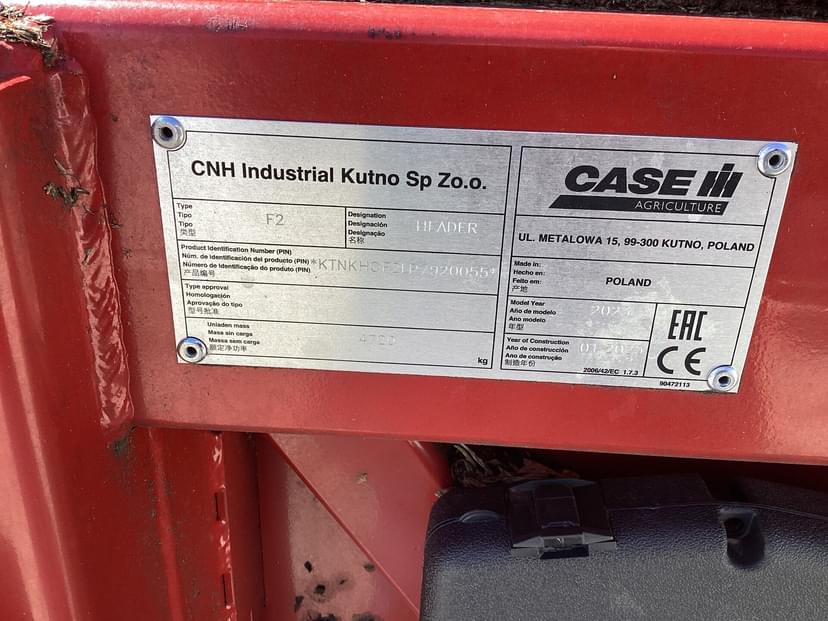 CNH Industrial Kutno Sp Zo.o.
Type
Tipo
Tipo
类型
F2
Designation
Designación
Designação
名称
HEADER
Product Identification Number (PIN)
Núm. de identificación del producto (PIN)
Número de identificação do produto (PIN)
产品编号
Type approval
Homologación
Aprovação do tipo
型号批准
Unladen mass
Masa sin carga
Massa sem carga
额定净功率
kg
CASE IH
AGRICULTURE
UL. METALOWA 15, 99-300 KUTNO, POLAND
Made in:
Hecho en:
Feito em:
产地
POLAND
Model Year
Año de modelo
Ano modelo
年型
Year of Construction
Año de construcción
Ano de construção
制造年份
2006/42/EC 1.7.3
EAC
CE
90472113